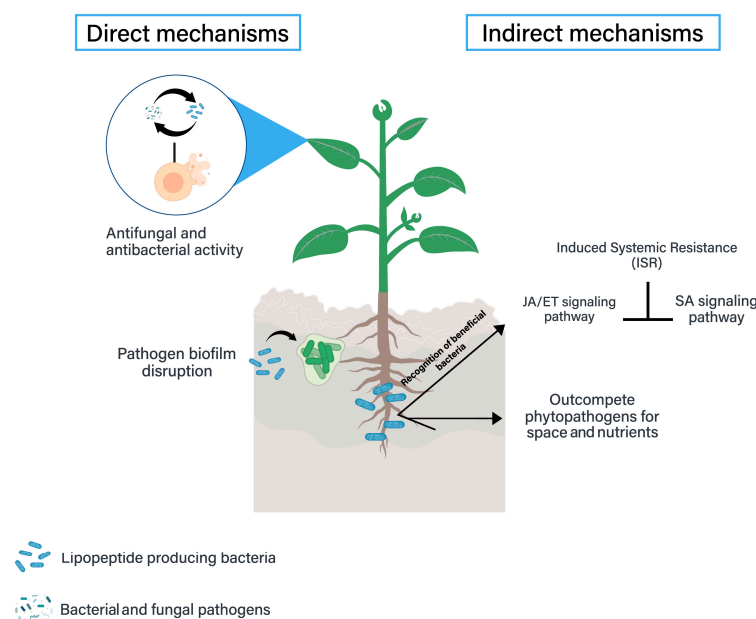 Direct mechanisms
Indirect mechanisms
Antifungal and
antibacterial activity
Induced Systemic Resistance
(ISR)
JA/ET signaling
pathway
SA signaling
pathway
Recognition of beneficial
bacteria
Pathogen biofilm
disruption
Outcompete
phytopathogens for
space and nutrients
Lipopeptide producing bacteria
Bacterial and fungal pathogens